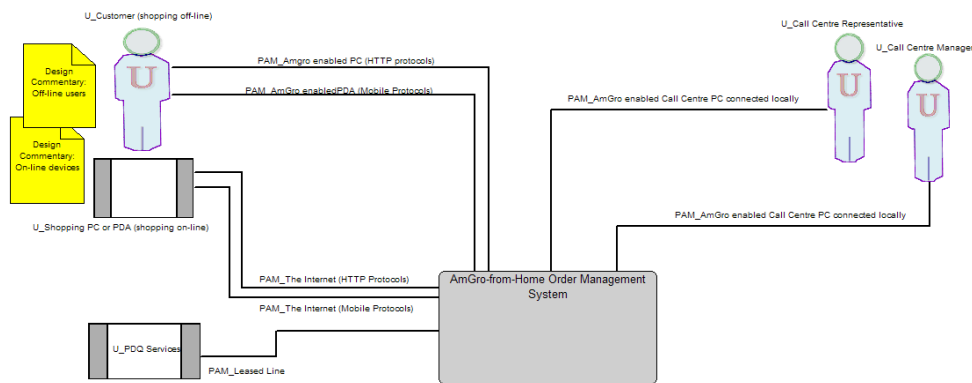 U_Customer (shopping off-line)
U
Design
Commentary:
Off-line users
Design
Commentary:
On-line devices
PAM_Amgro enabled PC (HTTP protocols)
PAM_AmGro enabledPDA (Mobile Protocols)
U_Call Centre Representative
U
U_Call Centre Manager
U
PAM_AmGro enabled Call Centre PC connected locally
PAM_AmGro enabled Call Centre PC connected locally
U_Shopping PC or PDA (shopping on-line)
PAM_The Internet (HTTP Protocols)
PAM_The Internet (Mobile Protocols)
AmGro-from-Home Order Management
System
U_PDQ Services
PAM_Leased Line